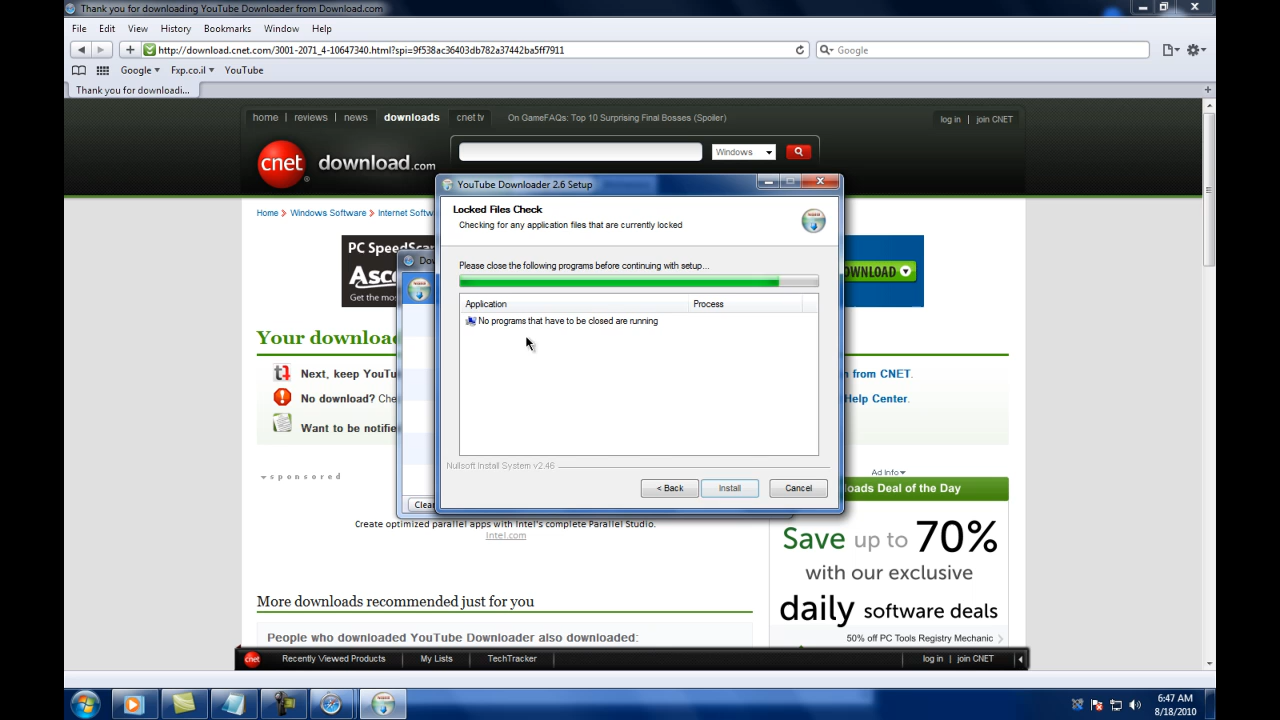 Thank you for downloading YouTube Downloader from Download.com
File Edit View History Bookmarks Window Help
http://download.cnet.com/3001-2071_4-10647340.html?spi=9f538ac36403db782a37442ba5ff7911
Google
Google Fxp.co.il YouTube
Thank you for downloadi...
home | reviews | news downloads cnet tv On GameFAQs: Top 10 Surprising Final Bosses (Spoiler) log in | join CNET
cnet download.com Windows
YouTube Downloader 2.6 Setup
Home > Windows Software > Internet Softw
Locked Files Check
Checking for any application files that are currently locked
PC SpeedScan
Asc
Get the mos
OWNLOAD
Please close the following programs before continuing with setup...
Application Process
No programs that have to be closed are running
Your downloa
Next, keep YouTu
n from CNET.
No download? Che
Help Center.
Want to be notifie
Nullsoft Install System v2.46
< Back Install Cancel
Clear
sponsored
Ad Info
loads Deal of the Day
Create optimized parallel apps with Intel's complete Parallel Studio.
Intel.com
Save up to 70%
with our exclusive
daily software deals
50% off PC Tools Registry Mechanic
More downloads recommended just for you
People who downloaded YouTube Downloader also downloaded:
cnet Recently Viewed Products | My Lists | TechTracker | log in | join CNET
6:47 AM
8/18/2010